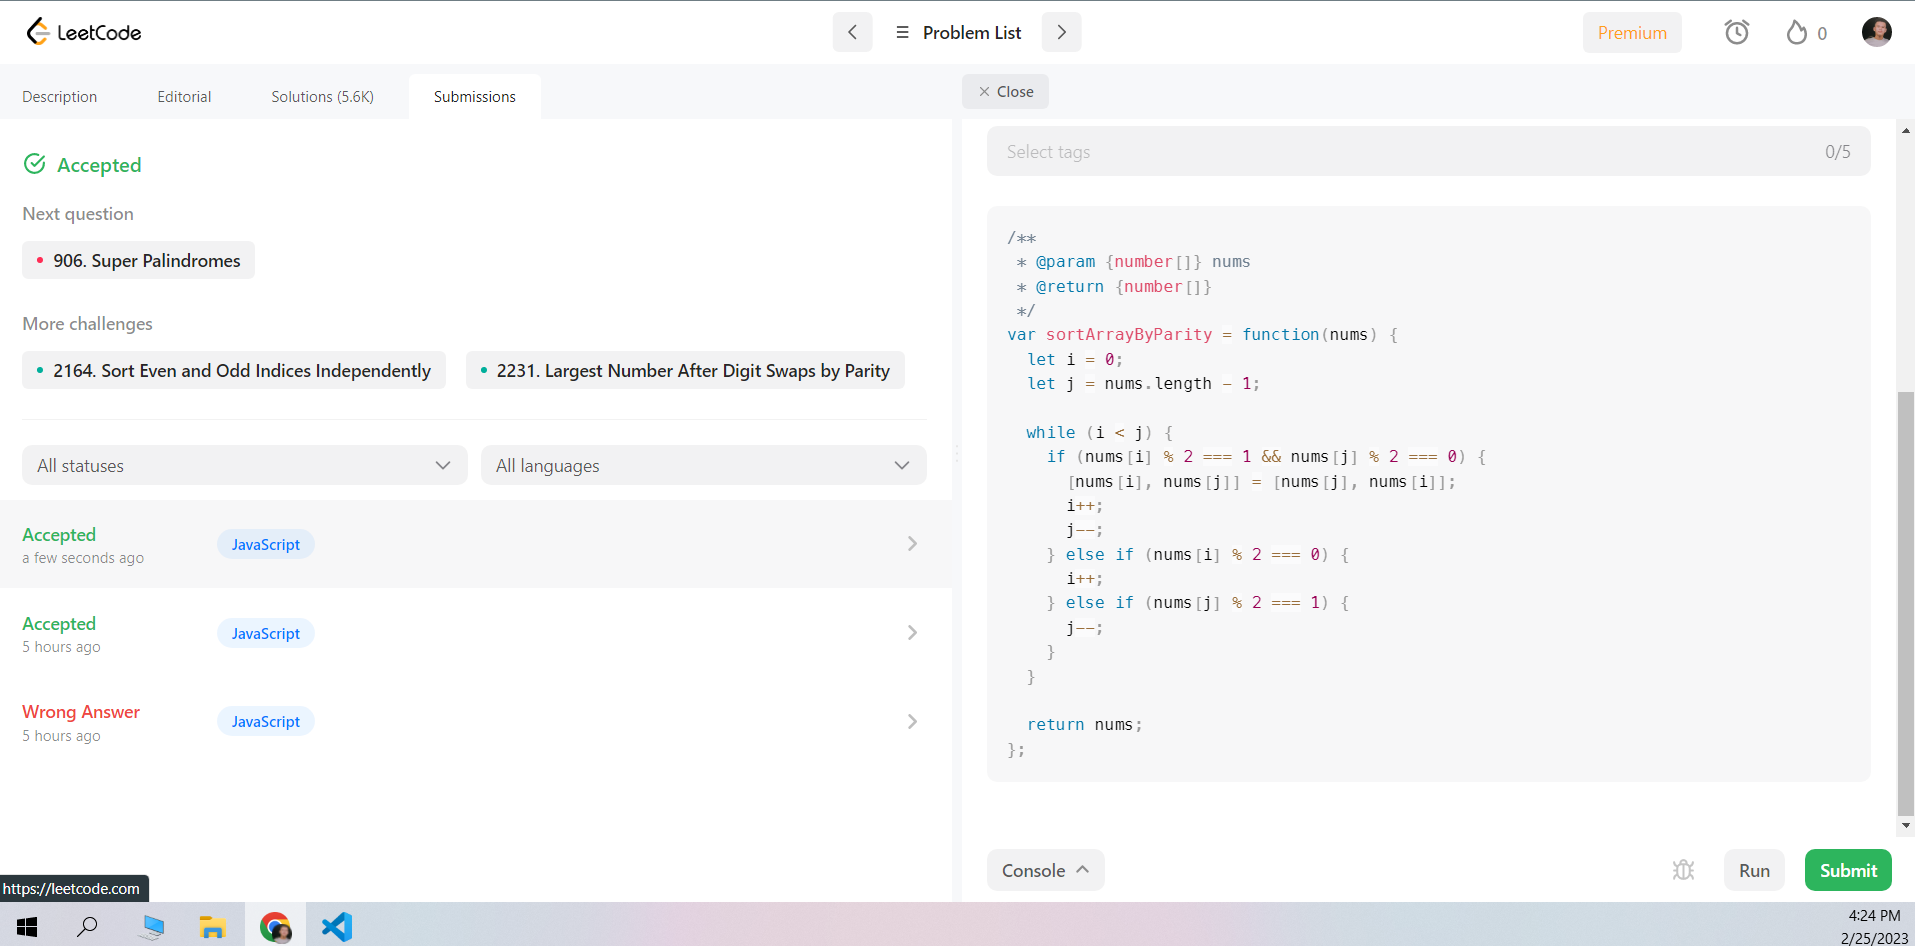 LeetCode
Problem List
Premium
0
Description
Editorial
Solutions (5.6K)
Submissions
Close
Accepted
Next question
906. Super Palindromes
More challenges
2164. Sort Even and Odd Indices Independently
2231. Largest Number After Digit Swaps by Parity
All statuses
All languages
Accepted
a few seconds ago
JavaScript
Accepted
5 hours ago
JavaScript
Wrong Answer
5 hours ago
JavaScript
Select tags
0/5
/**
 * @param {number[]} nums
 * @return {number[]}
 */
var sortArrayByParity = function(nums) {
  let i = 0;
  let j = nums.length - 1;
  while (i < j) {
    if (nums[i] % 2 === 1 && nums[j] % 2 === 0) {
      [nums[i], nums[j]] = [nums[j], nums[i]];
      i++;
      j--;
    } else if (nums[i] % 2 === 0) {
      i++;
    } else if (nums[j] % 2 === 1) {
      j--;
    }
  }
  return nums;
};
Console
Run
Submit
https://leetcode.com
4:24 PM
2/25/2023